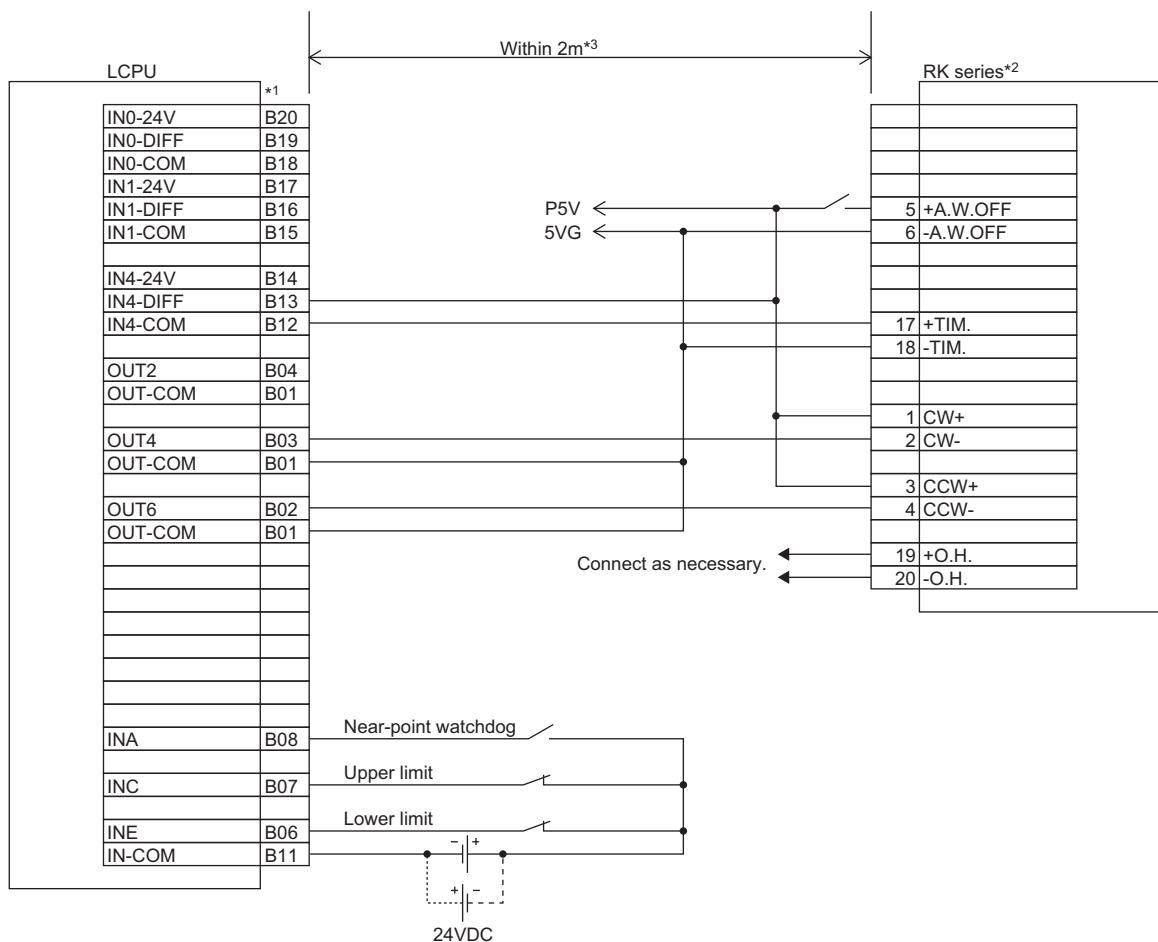 Within 2m*3
LCPU
RK series*2
*1
IN0-24V B20
IN0-DIFF B19
IN0-COM B18
IN1-24V B17
IN1-DIFF B16
IN1-COM B15
P5V
5 +A.W.OFF
5VG
6 -A.W.OFF
IN4-24V B14
IN4-DIFF B13
IN4-COM B12
17 +TIM.
18 -TIM.
OUT2 B04
OUT-COM B01
1 CW+
OUT4 B03
2 CW-
OUT-COM B01
3 CCW+
OUT6 B02
4 CCW-
OUT-COM B01
Connect as necessary.
19 +O.H.
20 -O.H.
INA B08
Near-point watchdog
INC B07
Upper limit
INE B06
Lower limit
IN-COM B11
- +
+ -
24VDC